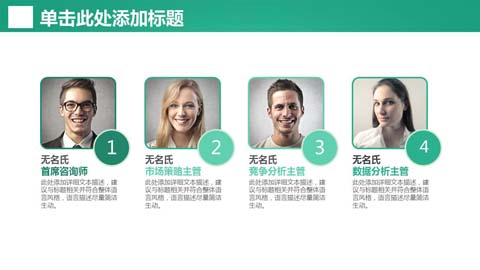 单击此处添加标题
1
2
3
4
无名氏
首席咨询师
此处添加详细文本描述，建
议与标题相关并符合整体语
言风格，语言描述尽量简洁
生动。
无名氏
市场策略主管
此处添加详细文本描述，建
议与标题相关并符合整体语
言风格，语言描述尽量简洁
生动。
无名氏
竞争分析主管
此处添加详细文本描述，建
议与标题相关并符合整体语
言风格，语言描述尽量简洁
生动。
无名氏
数据分析主管
此处添加详细文本描述，建
议与标题相关并符合整体语
言风格，语言描述尽量简洁
生动。